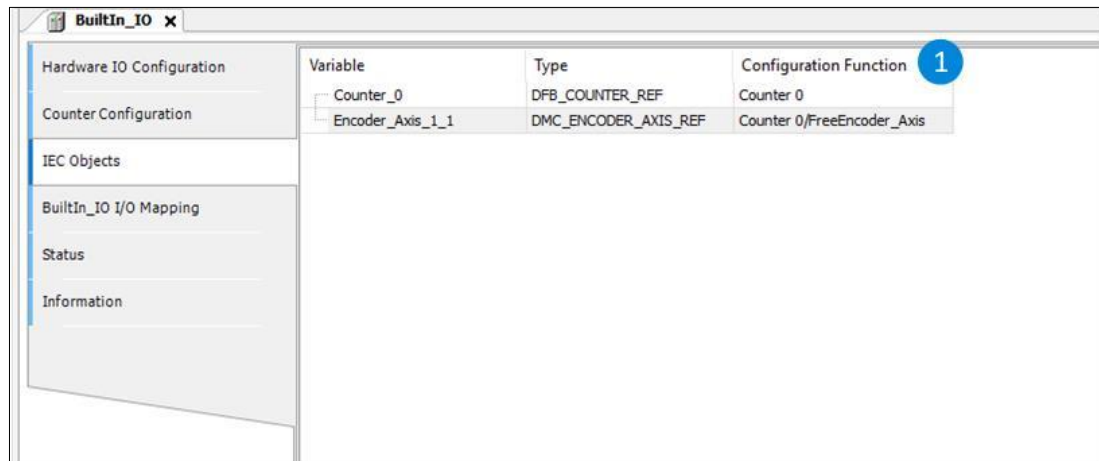 BuiltIn_IO X
Hardware IO Configuration
Counter Configuration
IEC Objects
BuiltIn_IO I/O Mapping
Status
Information
Variable Type Configuration Function 1
Counter_0 DFB_COUNTER_REF Counter 0
Encoder_Axis_1_1 DMC_ENCODER_AXIS_REF Counter 0/FreeEncoder_Axis